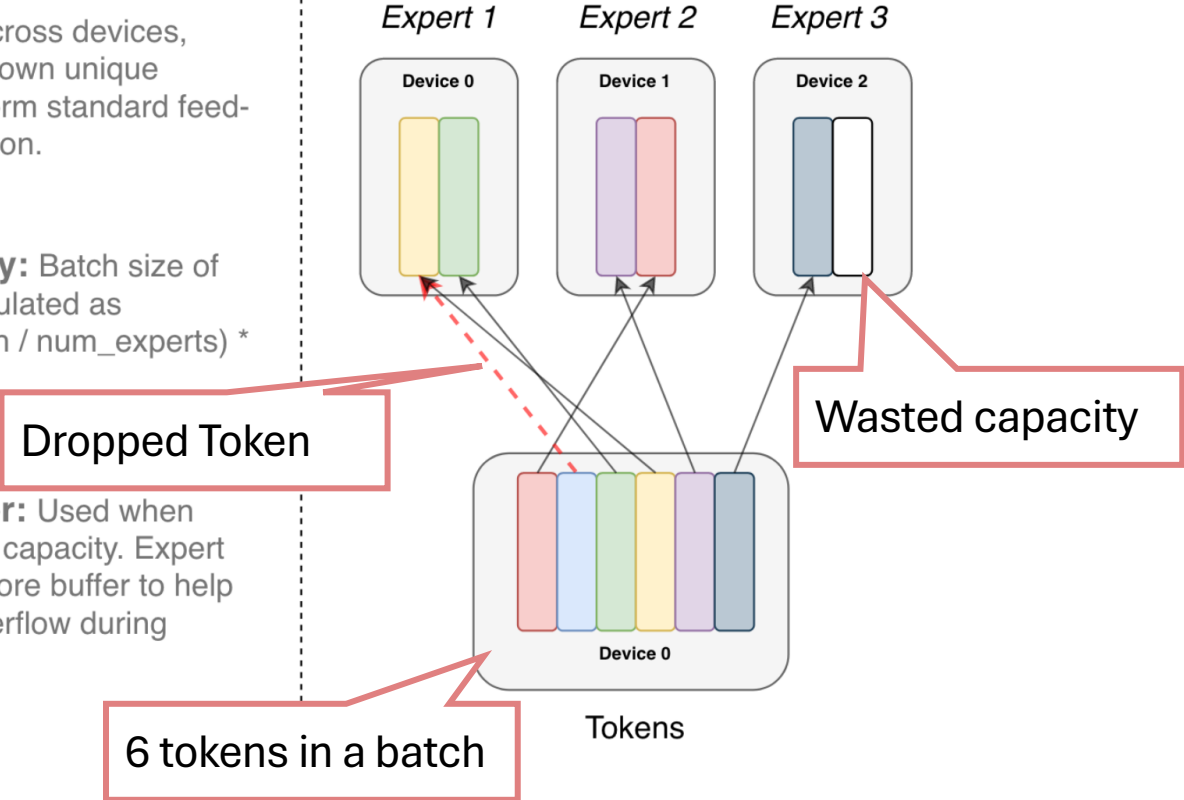 cross devices,
own unique
rm standard feed-
on.
y: Batch size of
ulated as
n / num_experts) *
r: Used when
capacity. Expert
ore buffer to help
erflow during
Expert 1
Expert 2
Expert 3
Device 0
Device 1
Device 2
Dropped Token
Wasted capacity
Device 0
6 tokens in a batch
Tokens